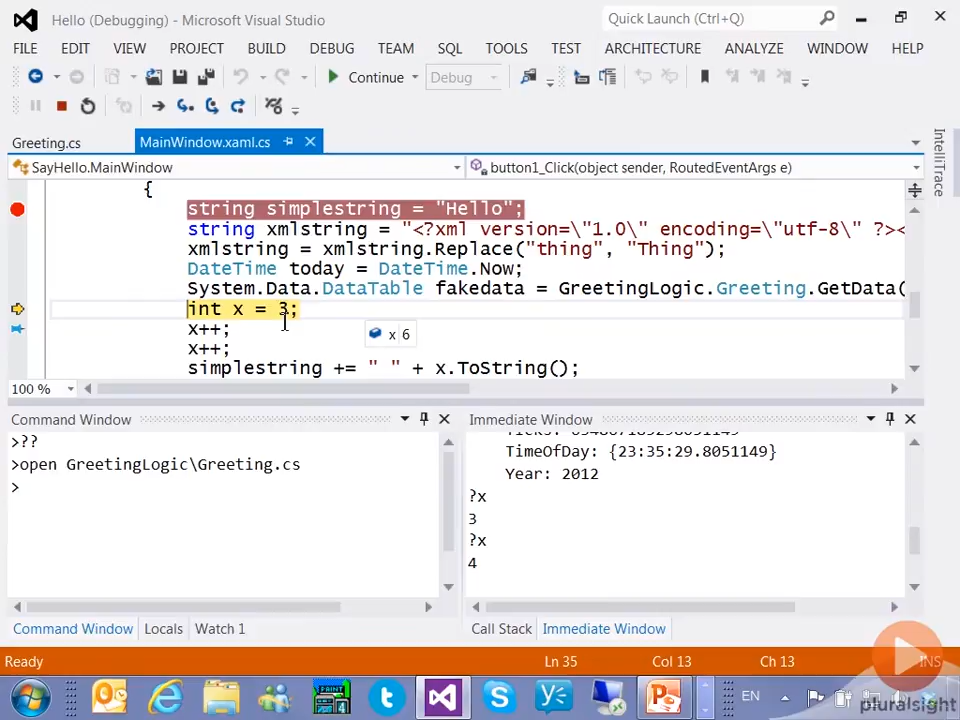 Hello (Debugging) - Microsoft Visual Studio
Quick Launch (Ctrl+Q)
FILE EDIT VIEW PROJECT BUILD DEBUG TEAM SQL TOOLS TEST ARCHITECTURE ANALYZE WINDOW HELP
Continue Debug
Greeting.cs MainWindow.xaml.cs
IntelliTrace
SayHello.MainWindow button1_Click(object sender, RoutedEventArgs e)
{
string simplestring = "Hello";
string xmlstring = "<?xml version=\"1.0\" encoding=\"utf-8\" ?><
xmlstring = xmlstring.Replace("thing", "Thing");
DateTime today = DateTime.Now;
System.Data.DataTable fakedata = GreetingLogic.Greeting.GetData(
int x = 3;
x++;
x 6
x++;
simplestring += " " + x.ToString();
100 %
Command Window Immediate Window
>??
>open GreetingLogic\Greeting.cs
>
TimeOfDay: {23:35:29.8051149}
Year: 2012
?x
3
?x
4
Command Window Locals Watch 1 Call Stack Immediate Window
Ready Ln 35 Col 13 Ch 13 INS
PAINT 4 EN
pluralsight